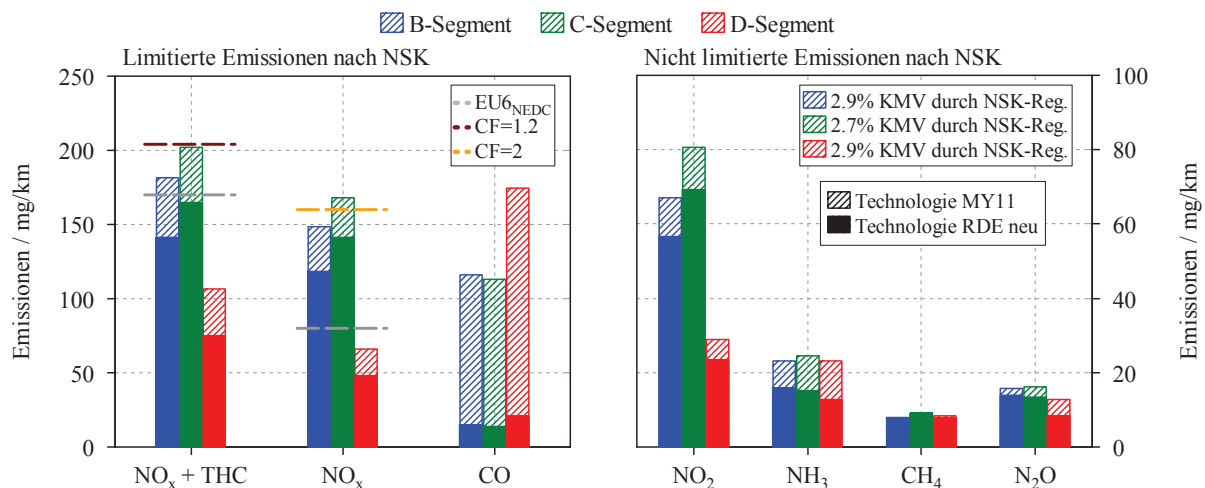 B-Segment C-Segment D-Segment
Limitierte Emissionen nach NSK
Emissionen / mg/km
250
200
150
100
50
0
EU6NEDC
CF=1.2
CF=2
NOx + THC NOx CO
Nicht limitierte Emissionen nach NSK
2.9% KMV durch NSK-Reg.
2.7% KMV durch NSK-Reg.
2.9% KMV durch NSK-Reg.
Technologie MY11
Technologie RDE neu
100
80
60
40
20
0
Emissionen / mg/km
NO2 NH3 CH4 N2O